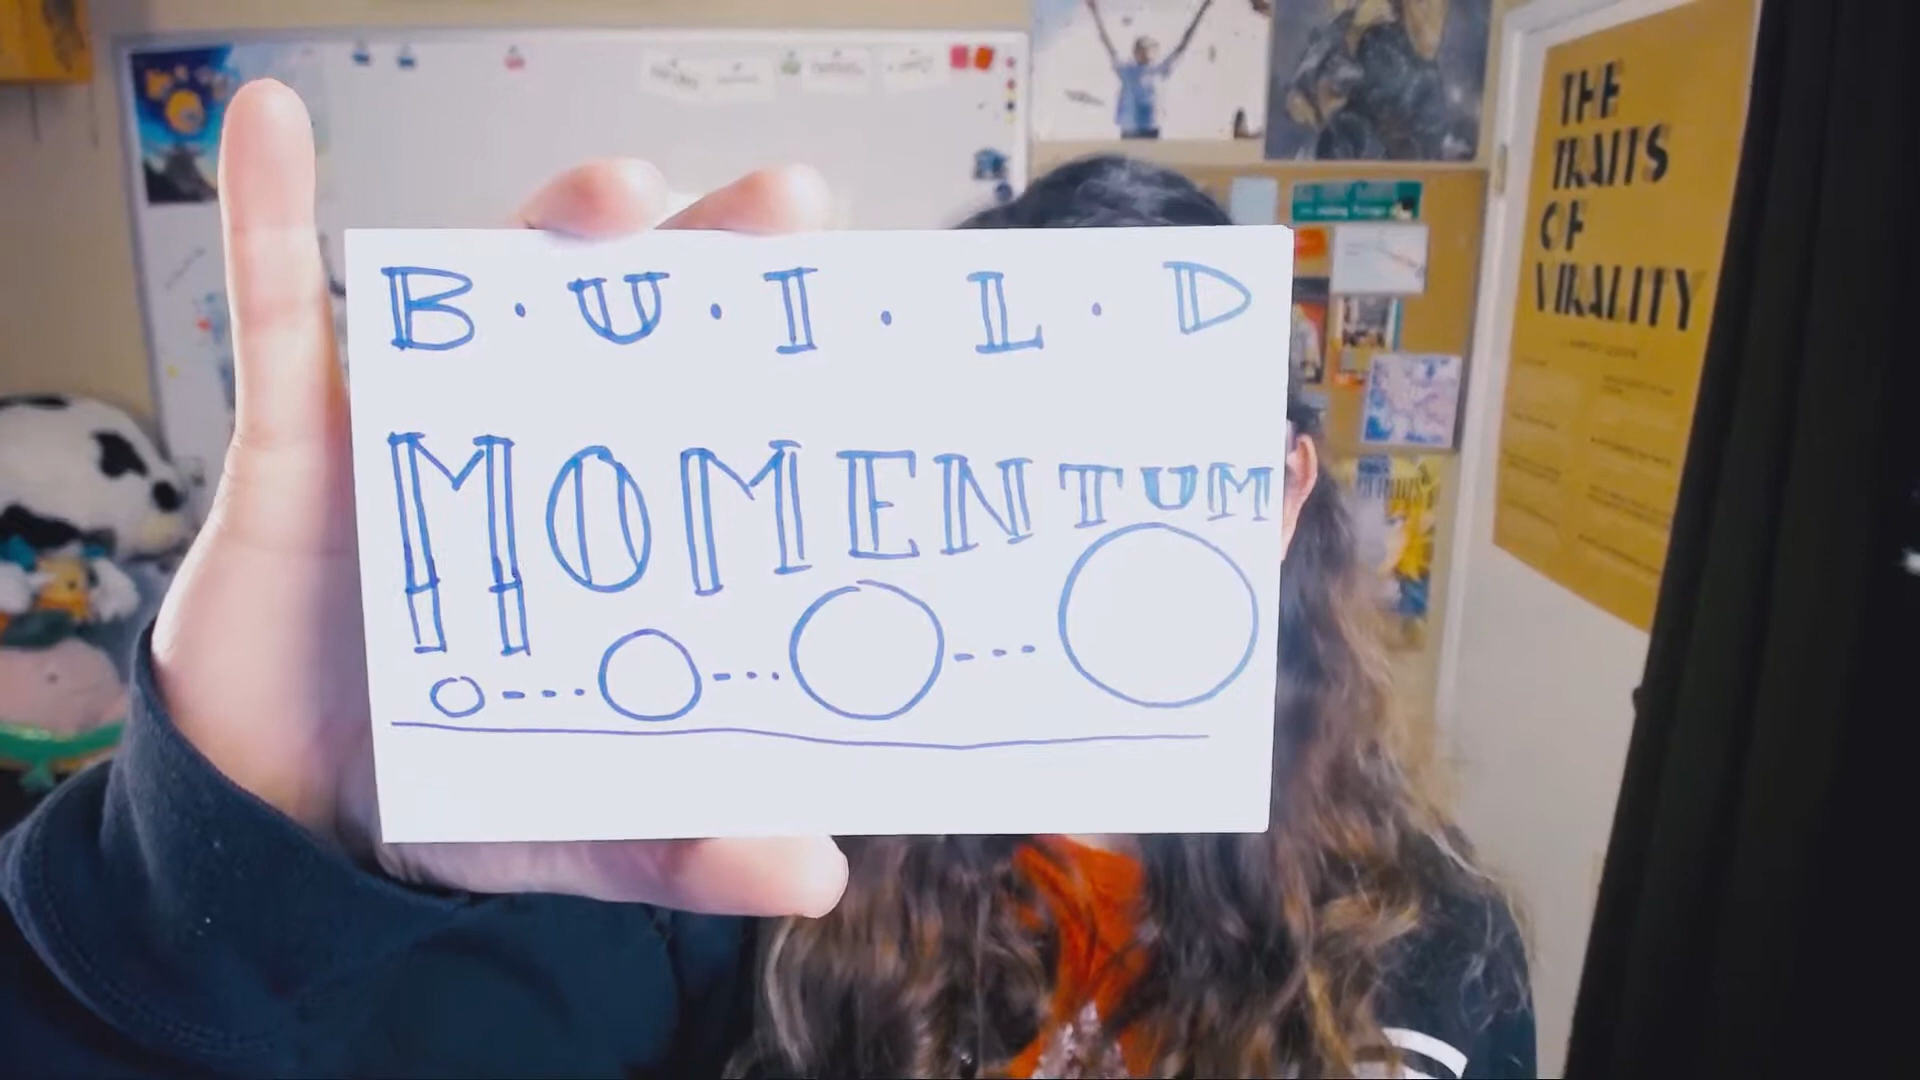 B·U·I·L·D
MOMENTUM
THE
TRAITS
OF
VIRALITY